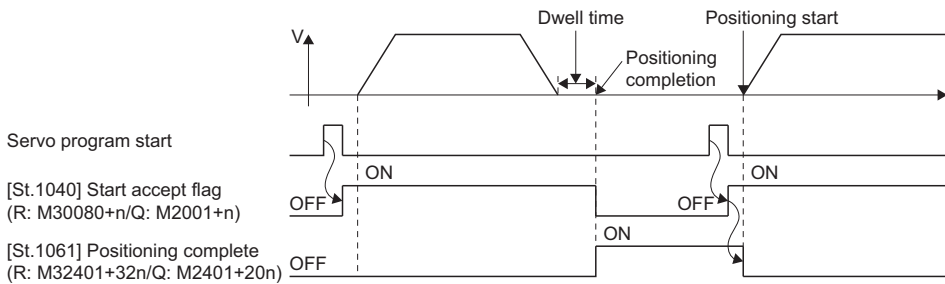 Dwell time
Positioning start
V
Positioning
completion
Servo program start
ON
ON
[St.1040] Start accept flag
(R: M30080+n/Q: M2001+n)
OFF
OFF
ON
[St.1061] Positioning complete
(R: M32401+32n/Q: M2401+20n)
OFF